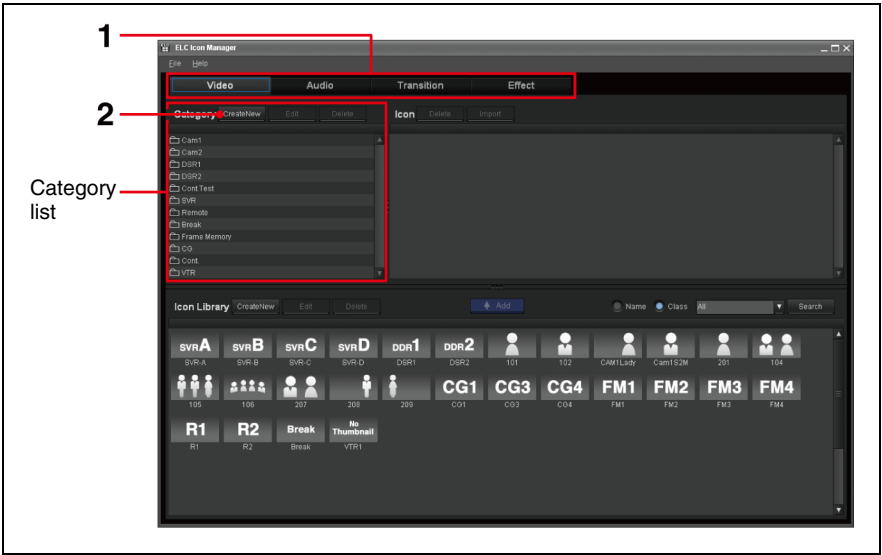 1
ELC Icon Manager
File Help
Video Audio Transition Effect
2
Category CreateNew Edit Delete Icon Delete Import
Cam1
Cam2
DSR1
DSR2
Cont.Test
SVR
Remote
Break
Frame Memory
CG
Cont.
VTR
Category
list
Icon Library CreateNew Edit Delete Add Name Class All Search
SVRA SVRB SVRC SVRD DDR1 DDR2
SVR-A SVR-B SVR-C SVR-D DSR1 DSR2 101 102 CAM1Lady Cam1S2M 201 104
CG1 CG3 CG4 FM1 FM2 FM3 FM4
105 106 207 208 209 CG1 CG3 CG4 FM1 FM2 FM3 FM4
R1 R2 Break No Thumbnail
R1 R2 Break VTR1